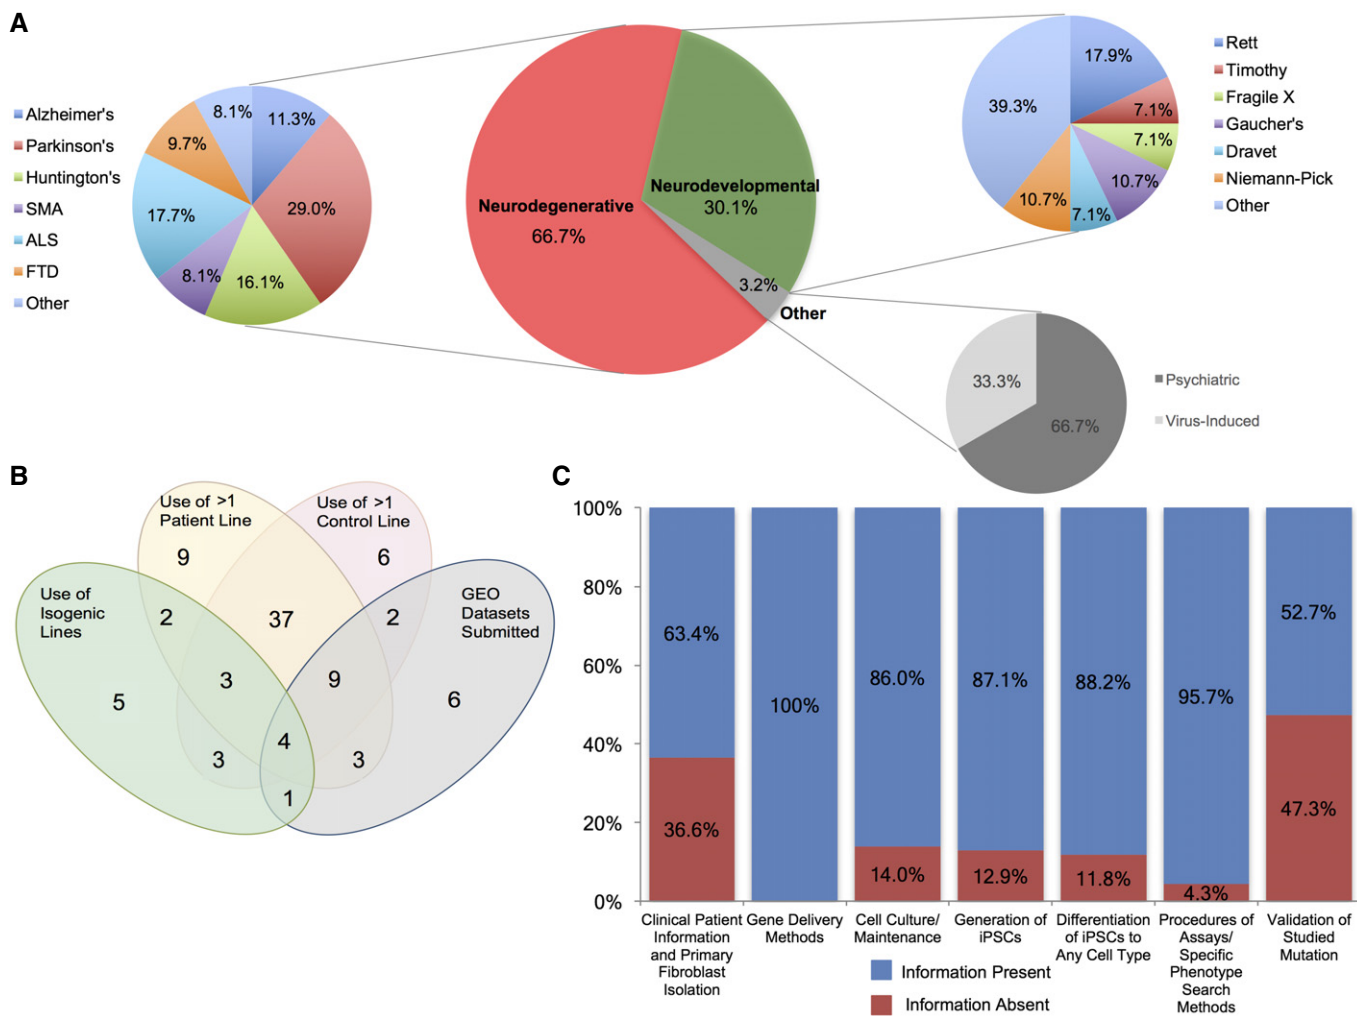 A
Alzheimer's
Parkinson's
Huntington's
SMA
ALS
FTD
Other
8.1%
11.3%
9.7%
29.0%
17.7%
8.1%
16.1%
Neurodegenerative
66.7%
Neurodevelopmental
30.1%
3.2%
Other
17.9%
39.3%
7.1%
7.1%
10.7%
10.7%
7.1%
Rett
Timothy
Fragile X
Gaucher's
Dravet
Niemann-Pick
Other
33.3%
66.7%
Psychiatric
Virus-Induced
B
Use of >1
Patient Line
Use of >1
Control Line
9
6
Use of
Isogenic
Lines
GEO
Datasets
Submitted
2
37
2
5
3
9
6
3
4
3
1
C
100%
80%
60%
40%
20%
0%
63.4%
36.6%
100%
86.0%
14.0%
87.1%
12.9%
88.2%
11.8%
95.7%
4.3%
52.7%
47.3%
Clinical Patient
Information
and Primary
Fibroblast
Isolation
Gene Delivery
Methods
Cell Culture/
Maintenance
Generation of
iPSCs
Differentiation
of iPSCs to
Any Cell Type
Procedures of
Assays/
Specific
Phenotype
Search
Methods
Validation of
Studied
Mutation
Information Present
Information Absent